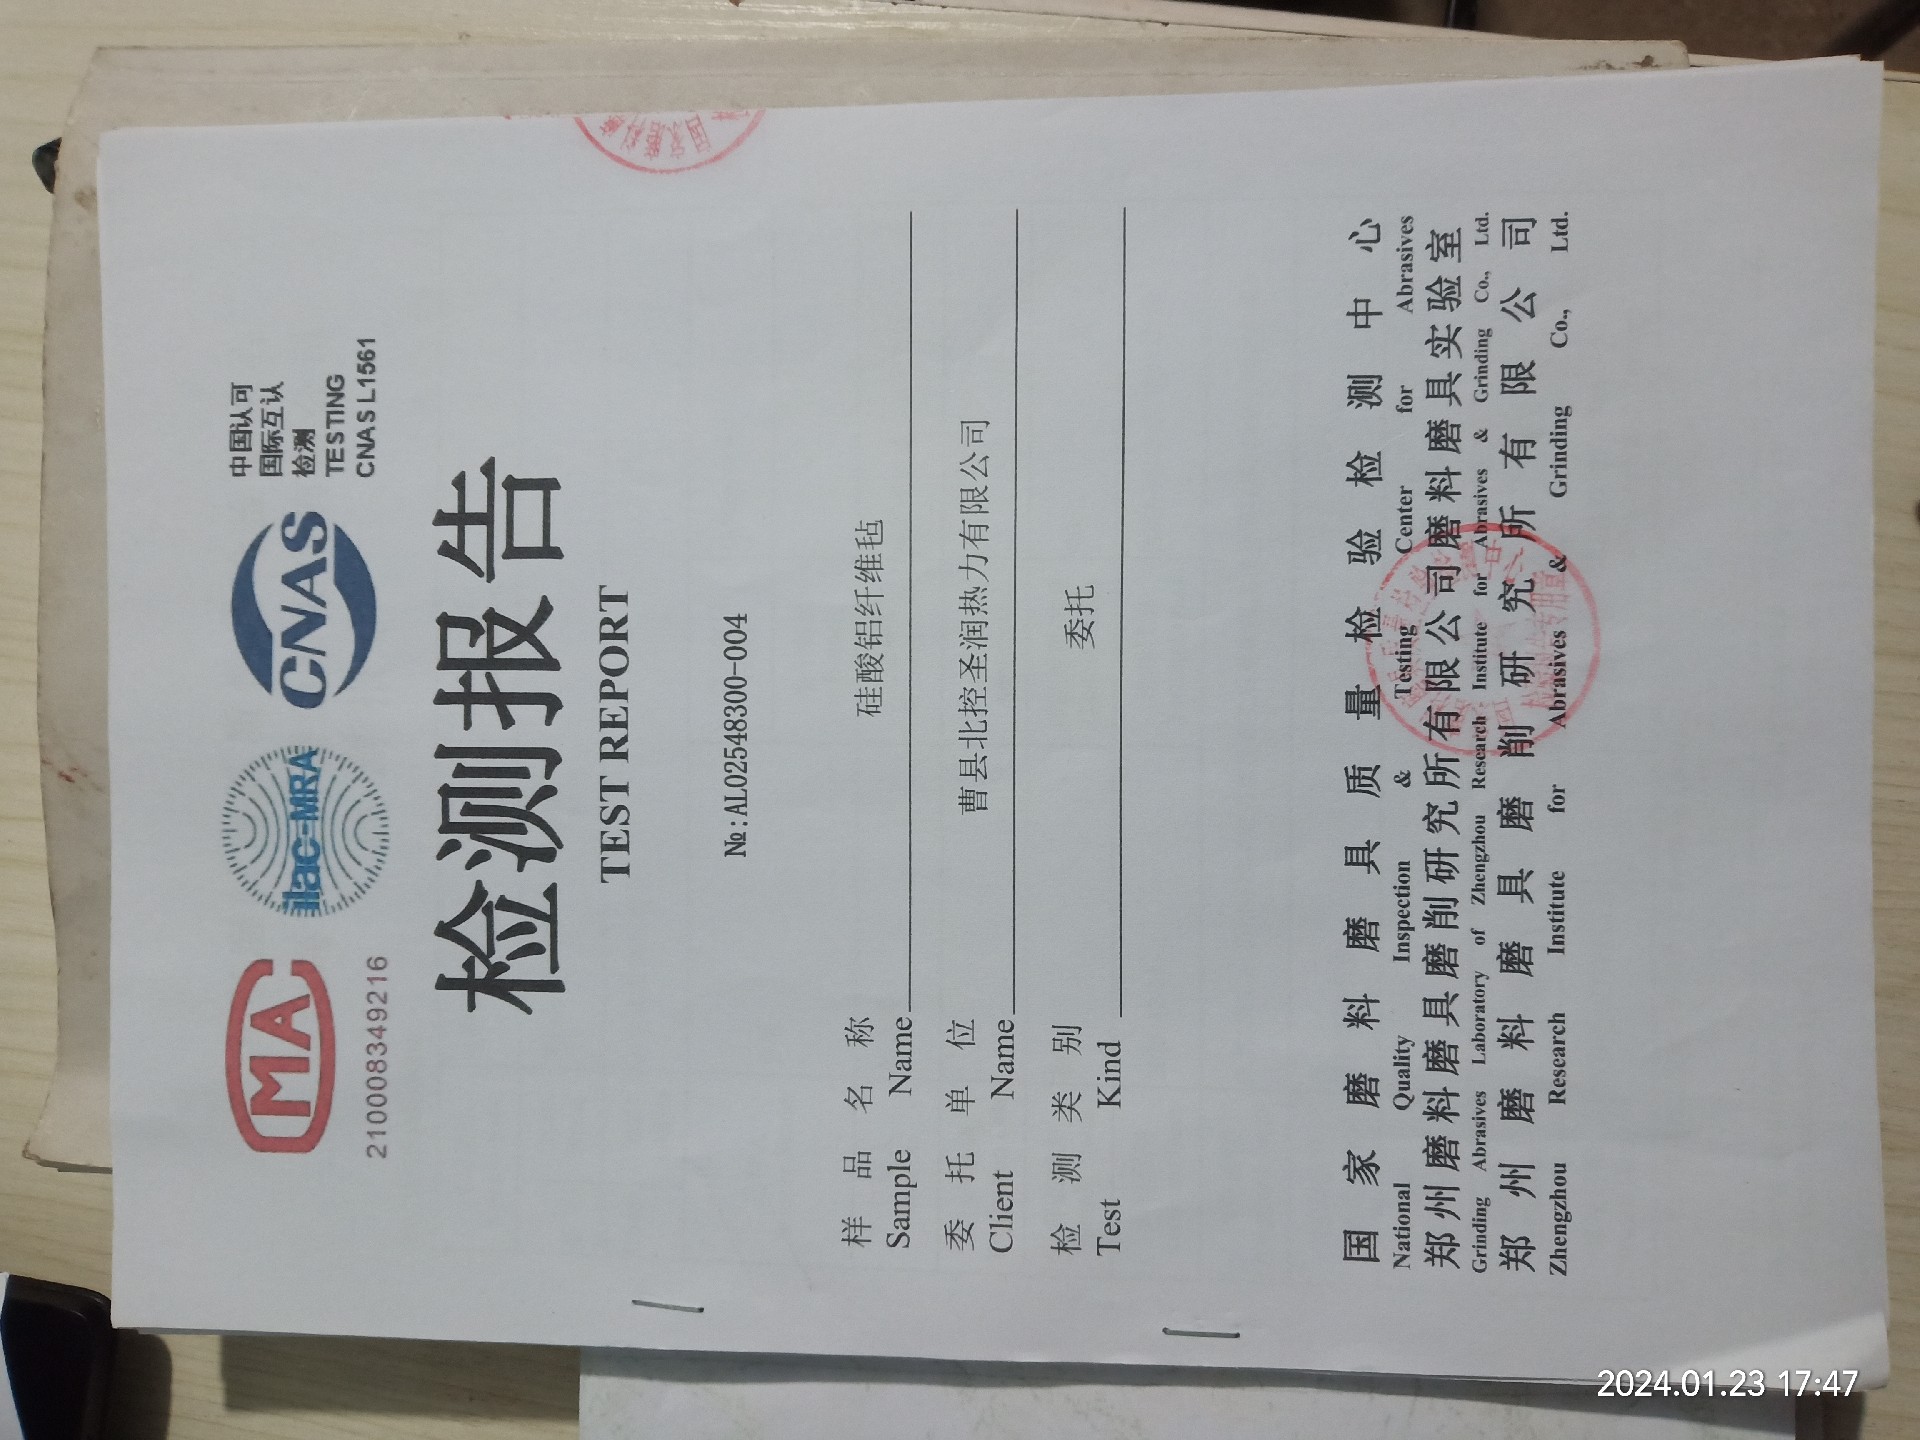 MA
210008349216
ilac-MRA
CNAS
中国认可
国际互认
检测
TESTING
CNAS L1561
检测报告
TEST REPORT
№:AL02548300-004
样品名称 硅酸铝纤维毡
Sample Name
委托单位 曹县北控圣润热力有限公司
Client Name
检测类别 委托
Test Kind
国家磨料磨具质量检验检测中心
National Quality Inspection & Testing Center for Abrasives
郑州磨料磨具磨削研究所有限公司磨料磨具实验室
Grinding Abrasives Laboratory of Zhengzhou Research Institute for Abrasives & Grinding Co., Ltd.
郑州磨料磨具磨削研究所有限公司
Zhengzhou Research Institute for Abrasives & Grinding Co., Ltd.
2024.01.23 17:47